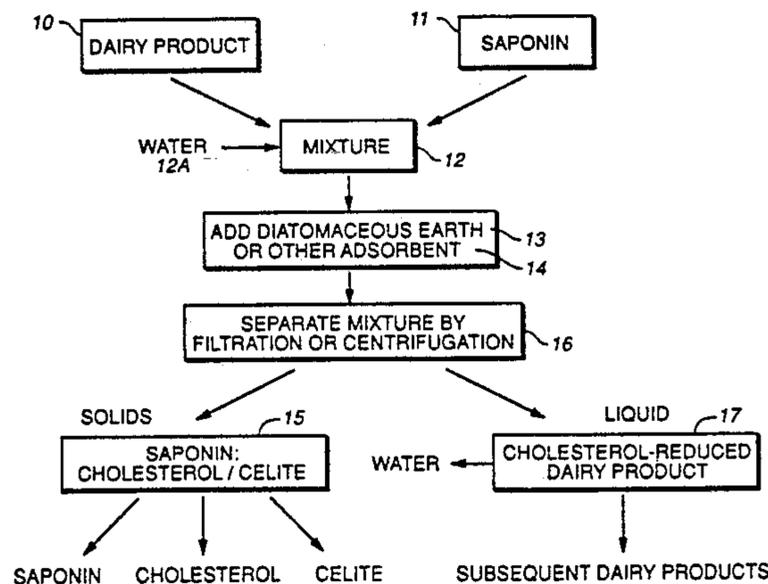 10
DAIRY PRODUCT
11
SAPONIN
WATER
12A
MIXTURE
12
ADD DIATOMACEOUS EARTH
13
OR OTHER ADSORBENT
14
SEPARATE MIXTURE BY
FILTRATION OR CENTRIFUGATION
16
SOLIDS
15
SAPONIN:
CHOLESTEROL / CELITE
LIQUID
17
CHOLESTEROL-REDUCED
DAIRY PRODUCT
WATER
SAPONIN
CHOLESTEROL
CELITE
SUBSEQUENT DAIRY PRODUCTS